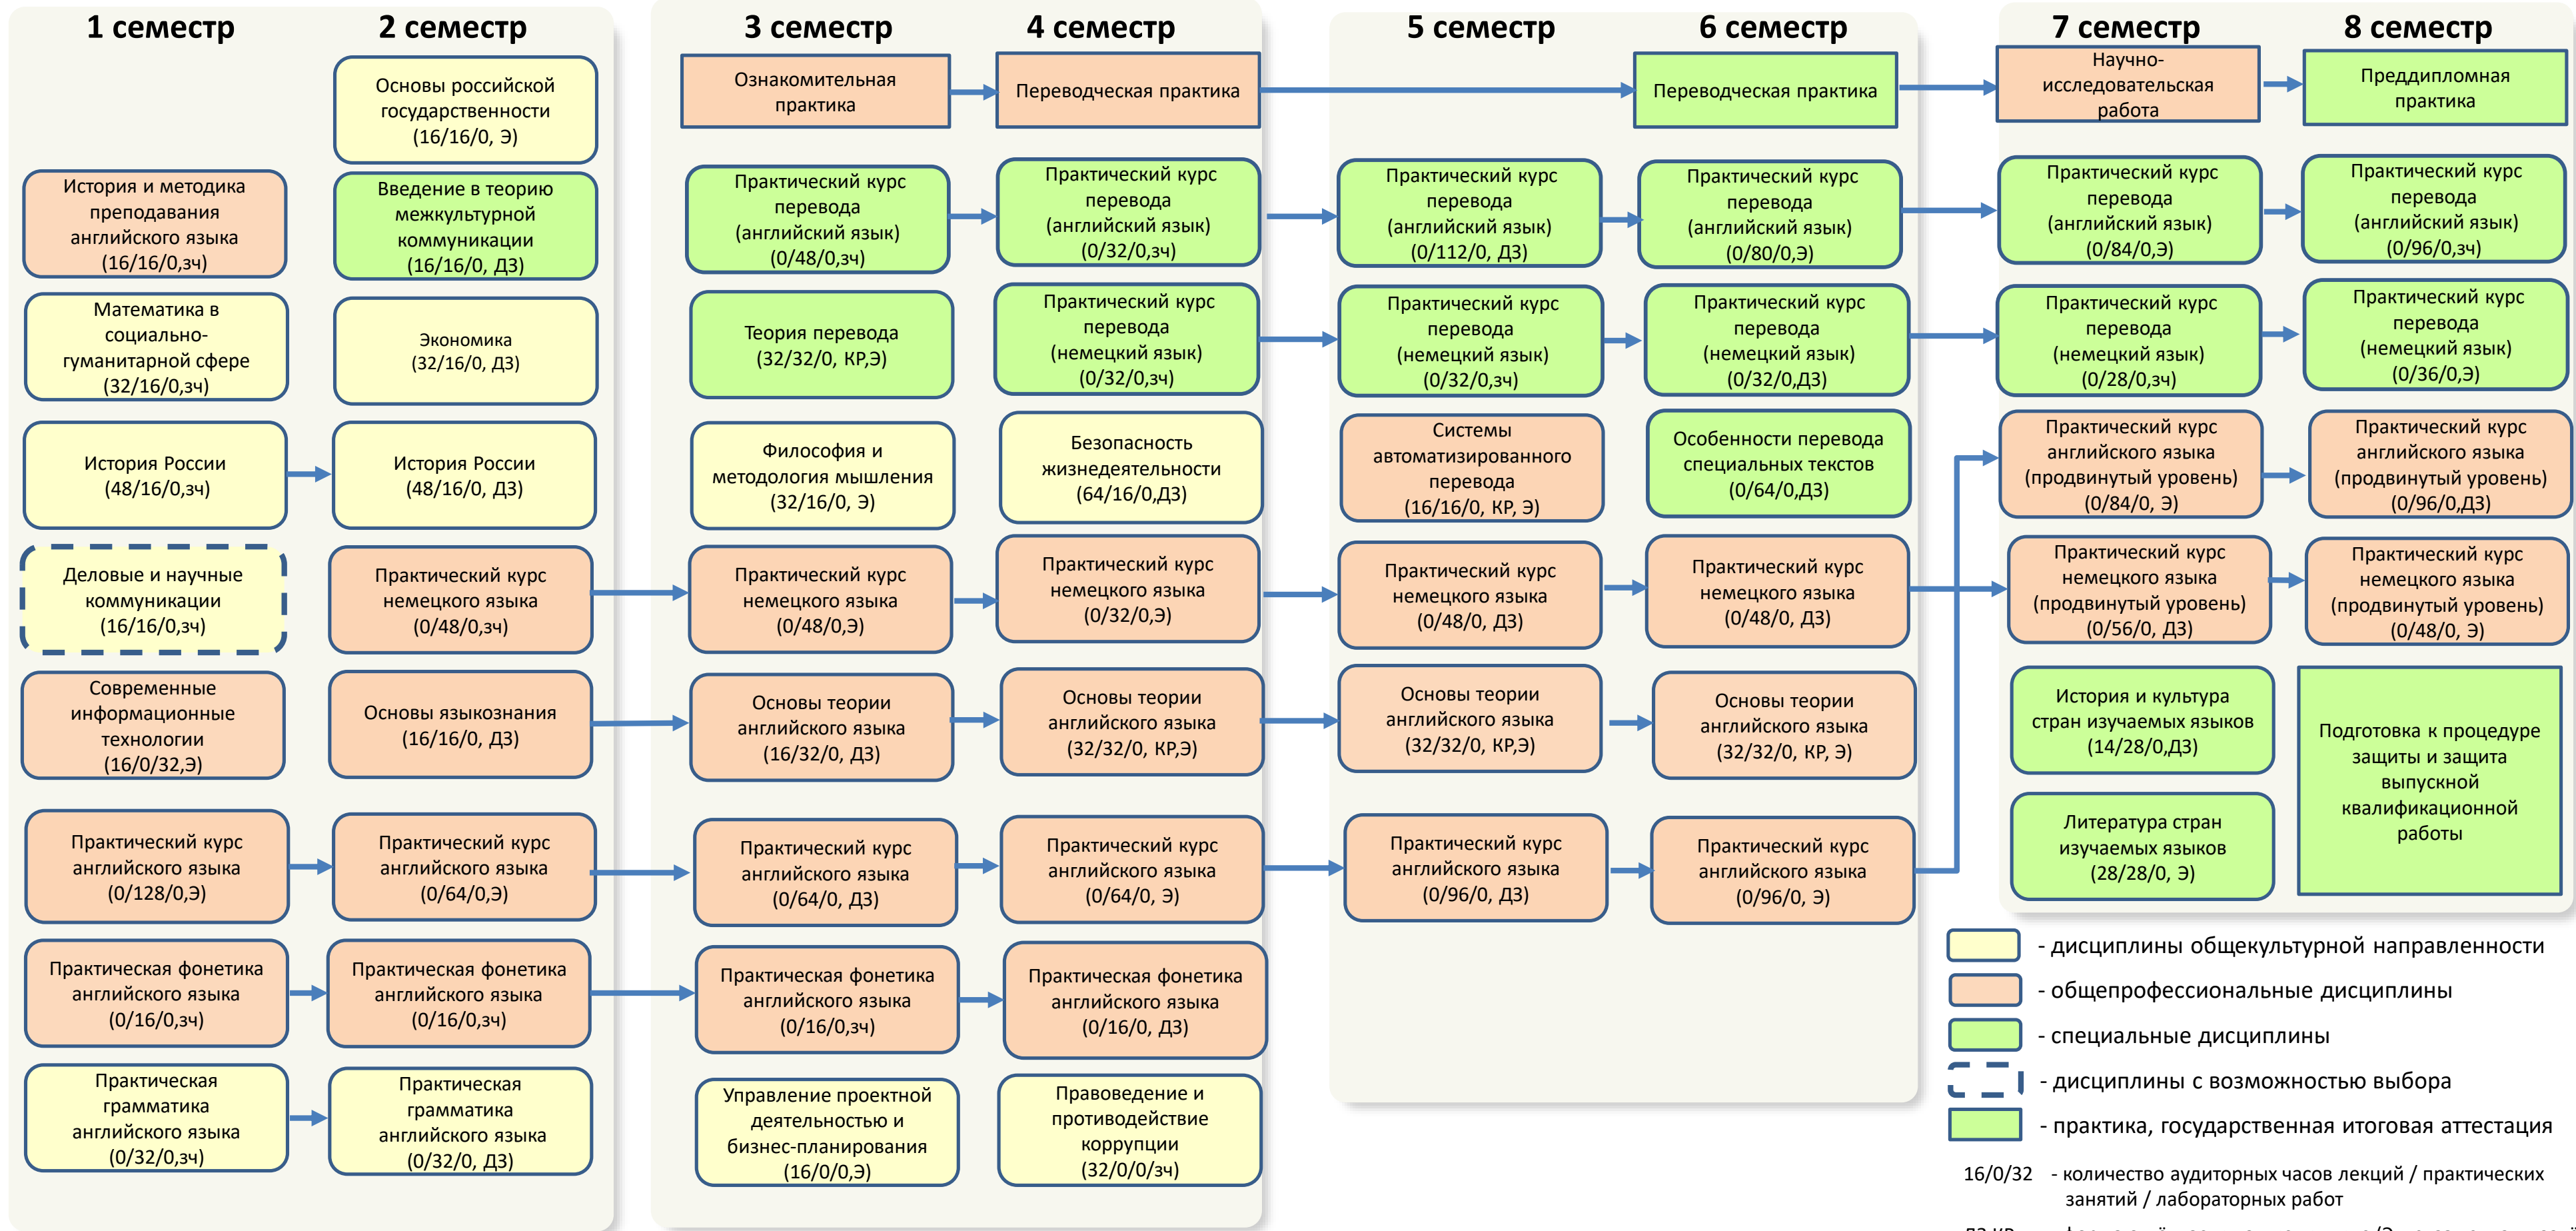 1 семестр
2 семестр
Основы российской
государственности
(16/16/0, Э)
История и методика
преподавания
английского языка
(16/16/0,зч)
Введение в теорию
межкультурной
коммуникации
(16/16/0, ДЗ)
Математика в
социально-
гуманитарной сфере
(32/16/0,зч)
Экономика
(32/16/0, ДЗ)
История России
(48/16/0,зч)
История России
(48/16/0, ДЗ)
Деловые и научные
коммуникации
(16/16/0,зч)
Практический курс
немецкого языка
(0/48/0,зч)
Современные
информационные
технологии
(16/0/32,Э)
Основы языкознания
(16/16/0, ДЗ)
Практический курс
английского языка
(0/128/0,Э)
Практический курс
английского языка
(0/64/0,Э)
Практическая фонетика
английского языка
(0/16/0,зч)
Практическая фонетика
английского языка
(0/16/0,зч)
Практическая
грамматика
английского языка
(0/32/0,зч)
Практическая
грамматика
английского языка
(0/32/0, ДЗ)
3 семестр
4 семестр
Ознакомительная
практика
Переводческая практика
Практический курс
перевода
(английский язык)
(0/48/0,зч)
Практический курс
перевода
(английский язык)
(0/32/0,зч)
Теория перевода
(32/32/0, КР,Э)
Практический курс
перевода
(немецкий язык)
(0/32/0,зч)
Философия и
методология мышления
(32/16/0, Э)
Безопасность
жизнедеятельности
(64/16/0,ДЗ)
Практический курс
немецкого языка
(0/48/0,Э)
Практический курс
немецкого языка
(0/32/0,Э)
Основы теории
английского языка
(16/32/0, ДЗ)
Основы теории
английского языка
(32/32/0, КР,Э)
Практический курс
английского языка
(0/64/0, ДЗ)
Практический курс
английского языка
(0/64/0, Э)
Практическая фонетика
английского языка
(0/16/0,зч)
Практическая фонетика
английского языка
(0/16/0, ДЗ)
Управление проектной
деятельностью и
бизнес-планирования
(16/0/0,Э)
Правоведение и
противодействие
коррупции
(32/0/0/зч)
5 семестр
6 семестр
Переводческая практика
Практический курс
перевода
(английский язык)
(0/112/0, ДЗ)
Практический курс
перевода
(английский язык)
(0/80/0,Э)
Практический курс
перевода
(немецкий язык)
(0/32/0,зч)
Практический курс
перевода
(немецкий язык)
(0/32/0,ДЗ)
Системы
автоматизированного
перевода
(16/16/0, КР, Э)
Особенности перевода
специальных текстов
(0/64/0,ДЗ)
Практический курс
немецкого языка
(0/48/0, ДЗ)
Практический курс
немецкого языка
(0/48/0, ДЗ)
Основы теории
английского языка
(32/32/0, КР,Э)
Основы теории
английского языка
(32/32/0, КР, Э)
Практический курс
английского языка
(0/96/0, ДЗ)
Практический курс
английского языка
(0/96/0, Э)
7 семестр
8 семестр
Научно-
исследовательская
работа
Преддипломная
практика
Практический курс
перевода
(английский язык)
(0/84/0,Э)
Практический курс
перевода
(английский язык)
(0/96/0,зч)
Практический курс
перевода
(немецкий язык)
(0/28/0,зч)
Практический курс
перевода
(немецкий язык)
(0/36/0,Э)
Практический курс
английского языка
(продвинутый уровень)
(0/84/0, Э)
Практический курс
английского языка
(продвинутый уровень)
(0/96/0,ДЗ)
Практический курс
немецкого языка
(продвинутый уровень)
(0/56/0, ДЗ)
Практический курс
немецкого языка
(продвинутый уровень)
(0/48/0, Э)
История и культура
стран изучаемых языков
(14/28/0,ДЗ)
Литература стран
изучаемых языков
(28/28/0, Э)
Подготовка к процедуре
защиты и защита
выпускной
квалификационной
работы
- дисциплины общекультурной направленности
- общепрофессиональные дисциплины
- специальные дисциплины
- дисциплины с возможностью выбора
- практика, государственная итоговая аттестация
16/0/32 - количество аудиторных часов лекций / практических
занятий / лабораторных работ